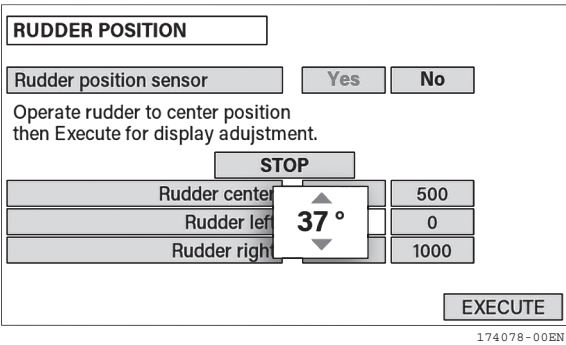 RUDDER POSITION
Rudder position sensor Yes No
Operate rudder to center position
then Execute for display adujstment.
STOP
Rudder center 500
Rudder left 37° 0
Rudder right 1000
EXECUTE
174078-00EN